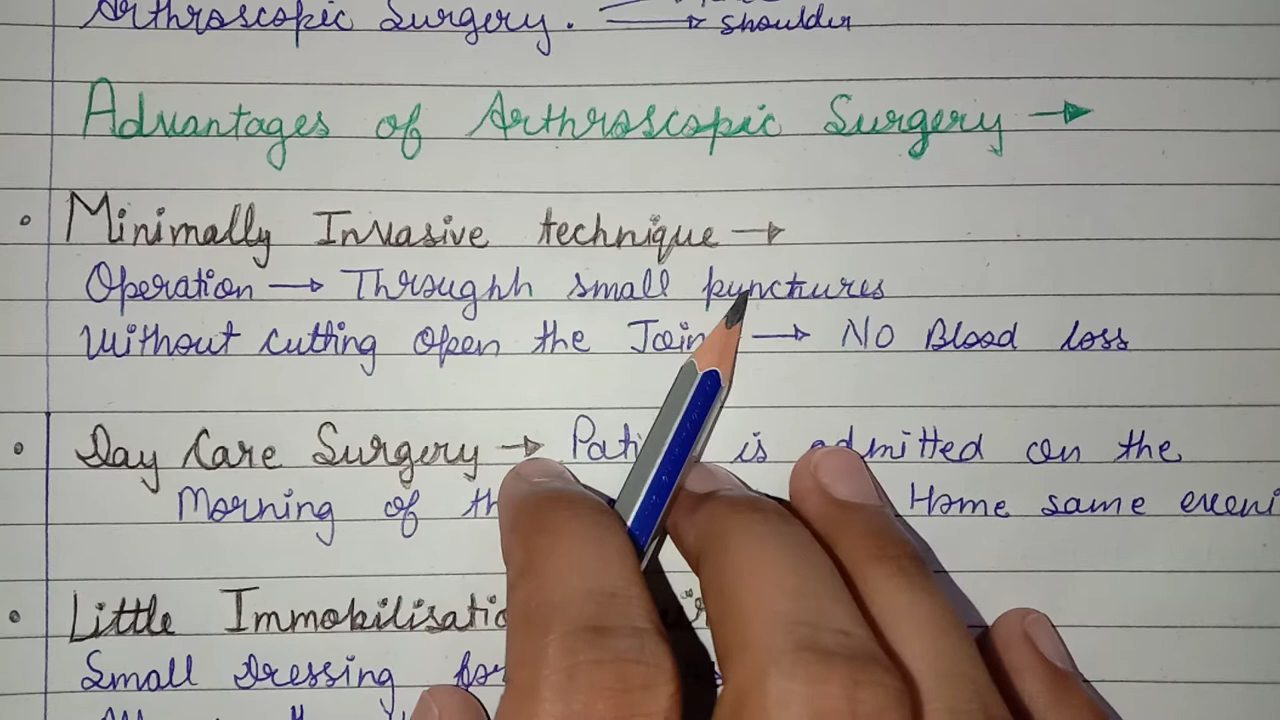 Arthroscopic Surgery. → shoulder
Advantages of Arthroscopic Surgery →
• Minimally Invasive technique →
Operation → Throughh small punctures
Without cutting open the Join → No Blood loss
• Day Care Surgery → Pati is admitted on the
Morning of th Home same eveni
• Little Immobilisatio
Small dressing for